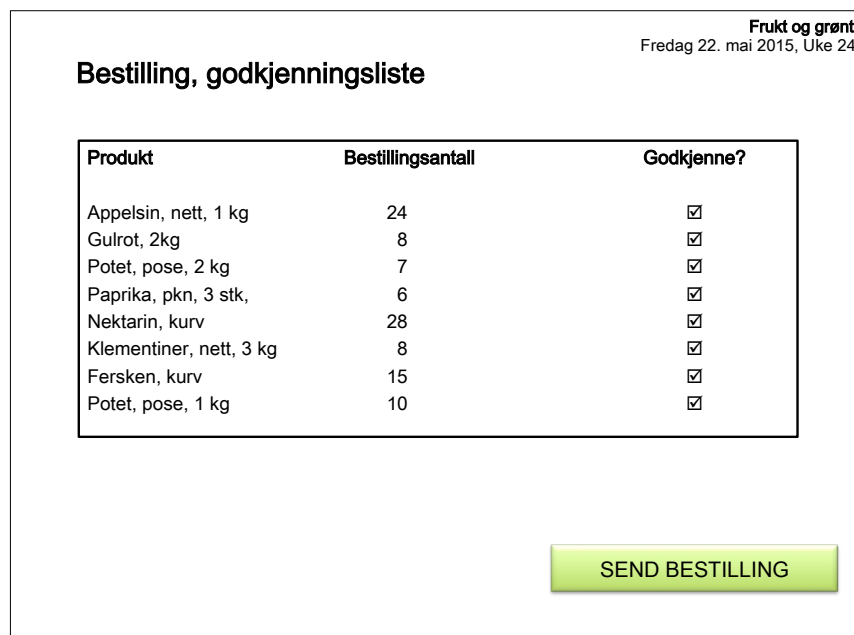 Frukt og grønt
Fredag 22. mai 2015, Uke 24
Bestilling, godkjenningsliste
Produkt Bestillingsantall Godkjenne?
Appelsin, nett, 1 kg 24 ☑
Gulrot, 2kg 8 ☑
Potet, pose, 2 kg 7 ☑
Paprika, pkn, 3 stk, 6 ☑
Nektarin, kurv 28 ☑
Klementiner, nett, 3 kg 8 ☑
Fersken, kurv 15 ☑
Potet, pose, 1 kg 10 ☑
SEND BESTILLING